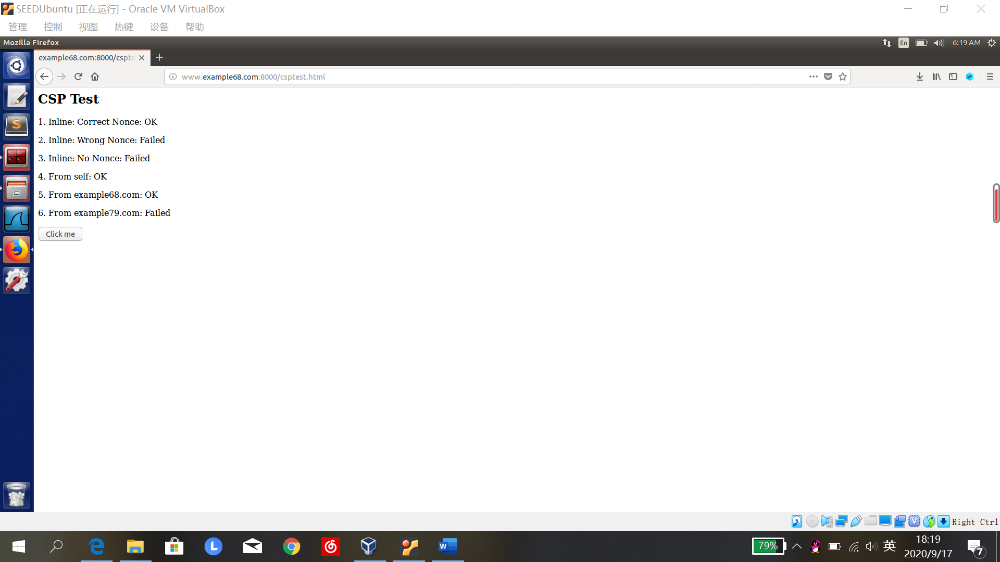 SEEDUbuntu [正在运行] - Oracle VM VirtualBox
管理 控制 视图 热键 设备 帮助
Mozilla Firefox En 6:19 AM
example68.com:8000/cspte
www.example68.com:8000/csptest.html
CSP Test
1. Inline: Correct Nonce: OK
2. Inline: Wrong Nonce: Failed
3. Inline: No Nonce: Failed
4. From self: OK
5. From example68.com: OK
6. From example79.com: Failed
Click me
Right Ctrl
79% 英 18:19
2020/9/17
7